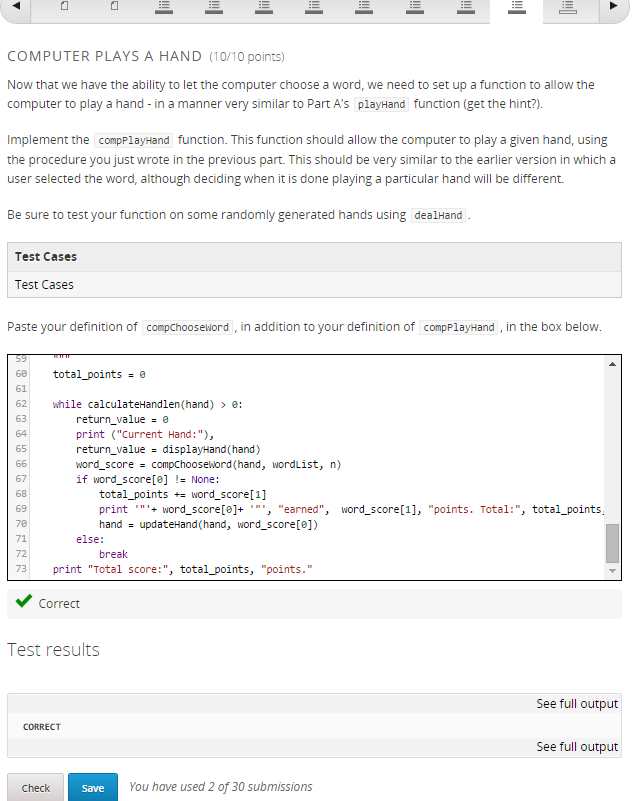 COMPUTER PLAYS A HAND (10/10 points)
Now that we have the ability to let the computer choose a word, we need to set up a function to allow the
computer to play a hand - in a manner very similar to Part A's playHand function (get the hint?).
Implement the compPlayHand function. This function should allow the computer to play a given hand, using
the procedure you just wrote in the previous part. This should be very similar to the earlier version in which a
user selected the word, although deciding when it is done playing a particular hand will be different.
Be sure to test your function on some randomly generated hands using dealHand.
Test Cases
Test Cases
Paste your definition of compChooseWord, in addition to your definition of compPlayHand, in the box below.
59 """
60 total_points = 0
61
62 while calculateHandlen(hand) > 0:
63 return_value = 0
64 print ("Current Hand:"),
65 return_value = displayHand(hand)
66 word_score = compChooseWord(hand, wordList, n)
67 if word_score[0] != None:
68 total_points += word_score[1]
69 print '"'+ word_score[0]+ '"', "earned", word_score[1], "points. Total:", total_points,
70 hand = updateHand(hand, word_score[0])
71 else:
72 break
73 print "Total score:", total_points, "points."
Correct
Test results
See full output
CORRECT
See full output
Check Save You have used 2 of 30 submissions